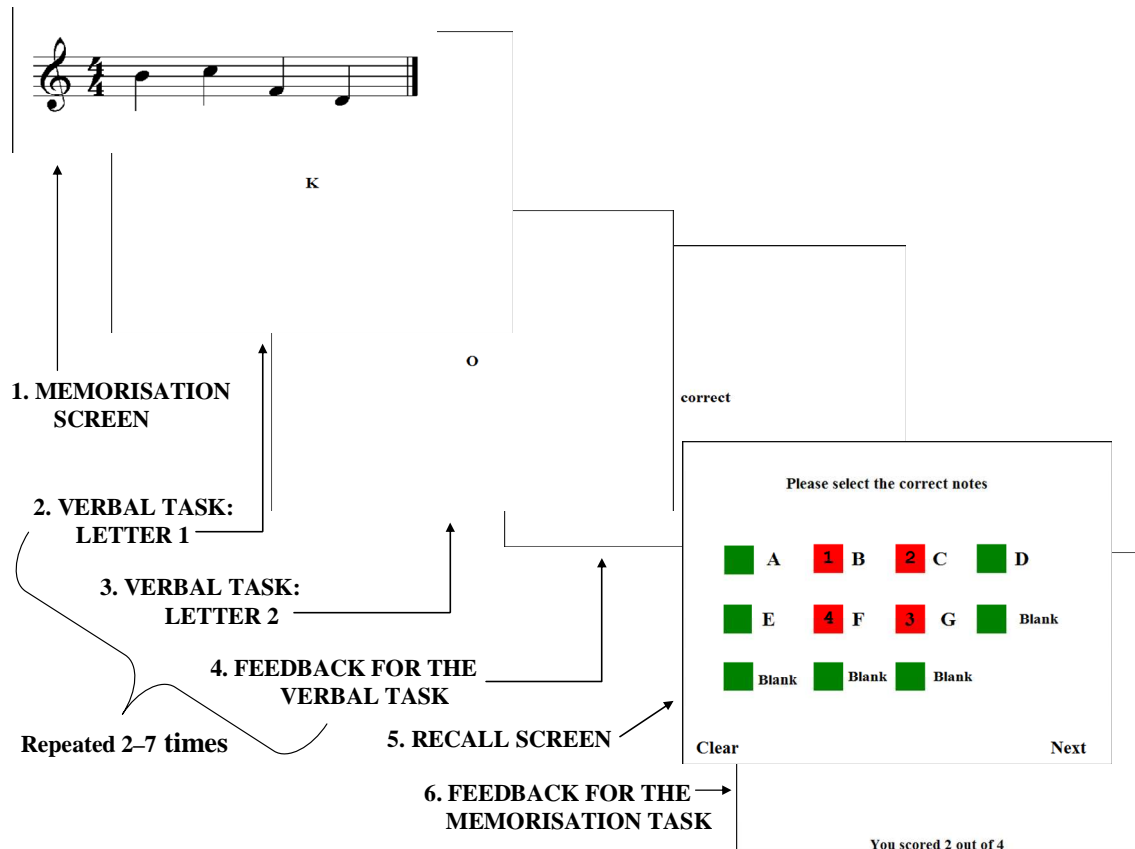 4
4
K
O
1. MEMORISATION
SCREEN
correct
Please select the correct notes
A 1 B 2 C D
E 4 F 3 G Blank
Blank Blank Blank
Clear Next
2. VERBAL TASK:
LETTER 1
3. VERBAL TASK:
LETTER 2
4. FEEDBACK FOR THE
VERBAL TASK
Repeated 2–7 times
5. RECALL SCREEN
6. FEEDBACK FOR THE
MEMORISATION TASK
You scored 2 out of 4